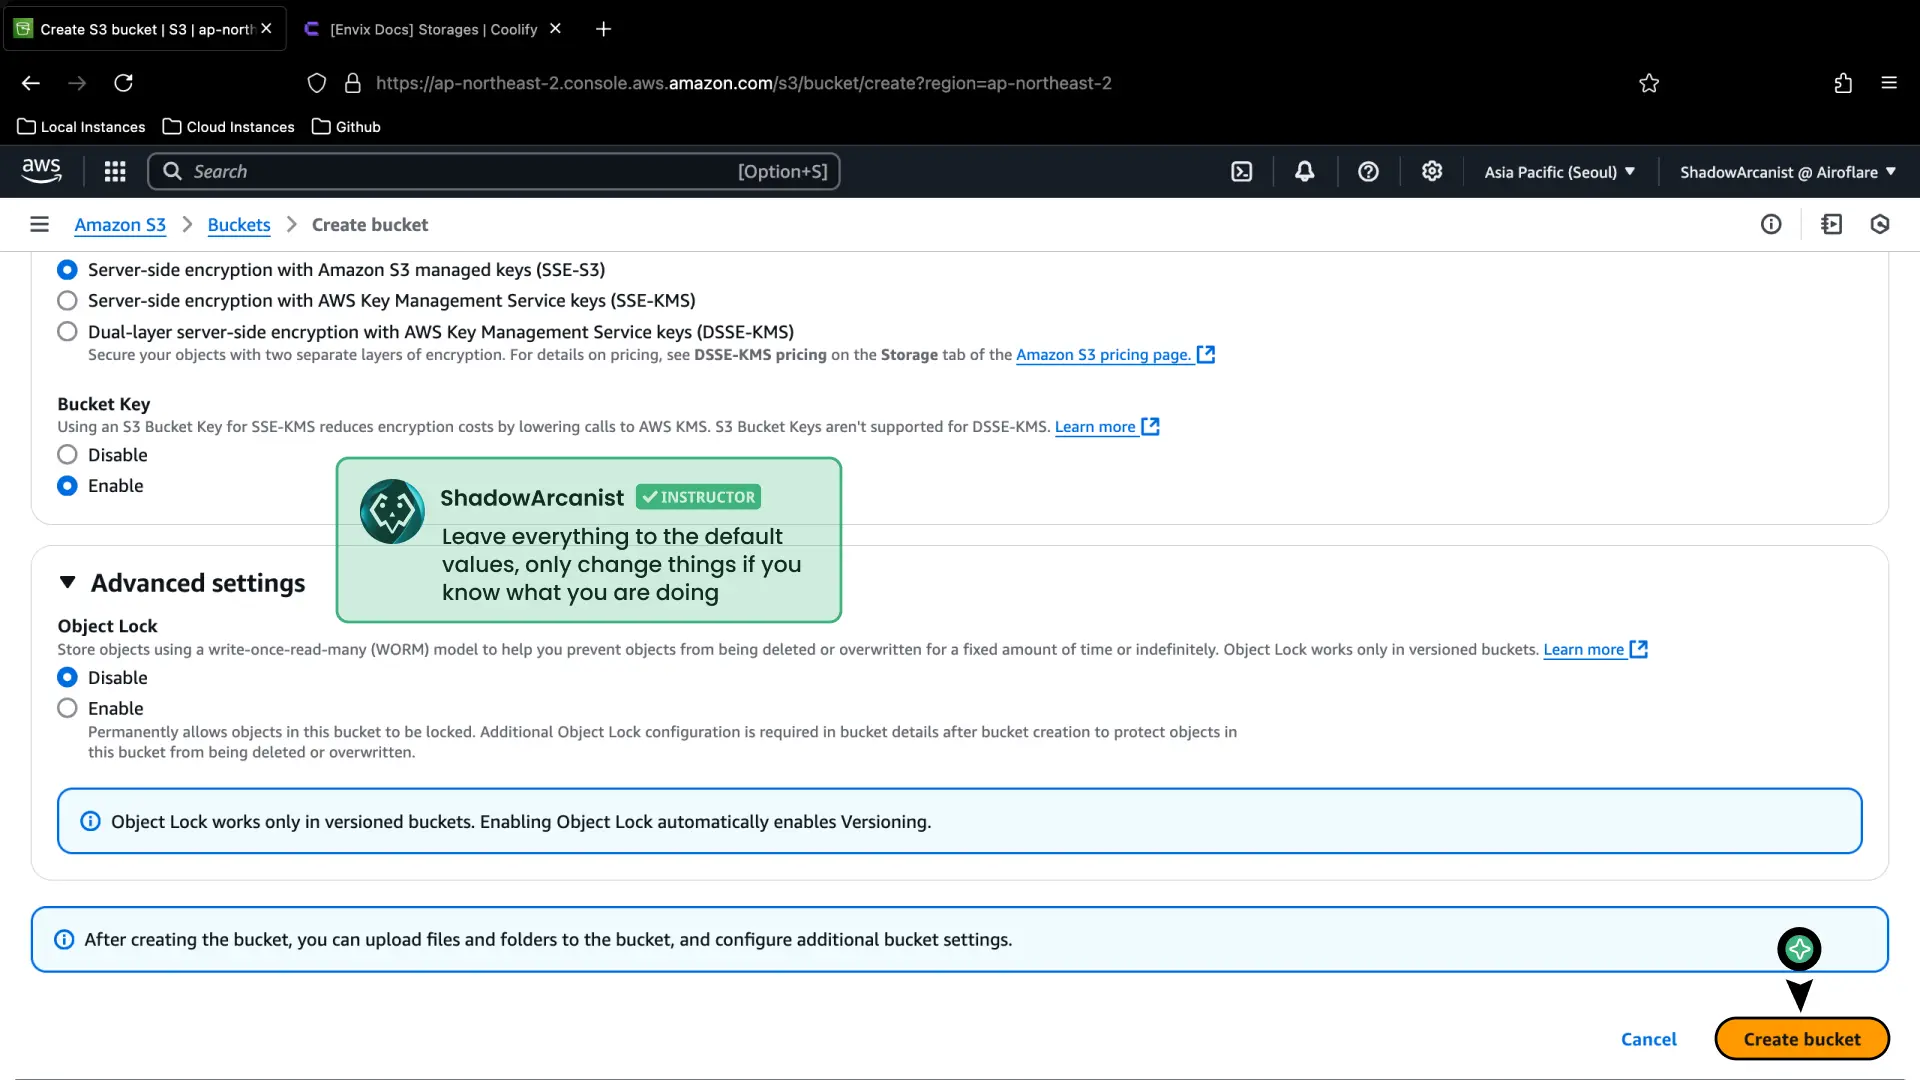 Create S3 bucket | S3 | ap-north
[Envix Docs] Storages | Coolify
https://ap-northeast-2.console.aws.amazon.com/s3/bucket/create?region=ap-northeast-2
Local Instances
Cloud Instances
Github
aws
Search
[Option+S]
Asia Pacific (Seoul)
ShadowArcanist @ Airoflare
Amazon S3
Buckets
Create bucket
Server-side encryption with Amazon S3 managed keys (SSE-S3)
Server-side encryption with AWS Key Management Service keys (SSE-KMS)
Dual-layer server-side encryption with AWS Key Management Service keys (DSSE-KMS)
Secure your objects with two separate layers of encryption. For details on pricing, see DSSE-KMS pricing on the Storage tab of the Amazon S3 pricing page.
Bucket Key
Using an S3 Bucket Key for SSE-KMS reduces encryption costs by lowering calls to AWS KMS. S3 Bucket Keys aren't supported for DSSE-KMS. Learn more
Disable
Enable
ShadowArcanist
INSTRUCTOR
Leave everything to the default
values, only change things if you
know what you are doing
Advanced settings
Object Lock
Store objects using a write-once-read-many (WORM) model to help you prevent objects from being deleted or overwritten for a fixed amount of time or indefinitely. Object Lock works only in versioned buckets. Learn more
Disable
Enable
Permanently allows objects in this bucket to be locked. Additional Object Lock configuration is required in bucket details after bucket creation to protect objects in
this bucket from being deleted or overwritten.
Object Lock works only in versioned buckets. Enabling Object Lock automatically enables Versioning.
After creating the bucket, you can upload files and folders to the bucket, and configure additional bucket settings.
Cancel
Create bucket